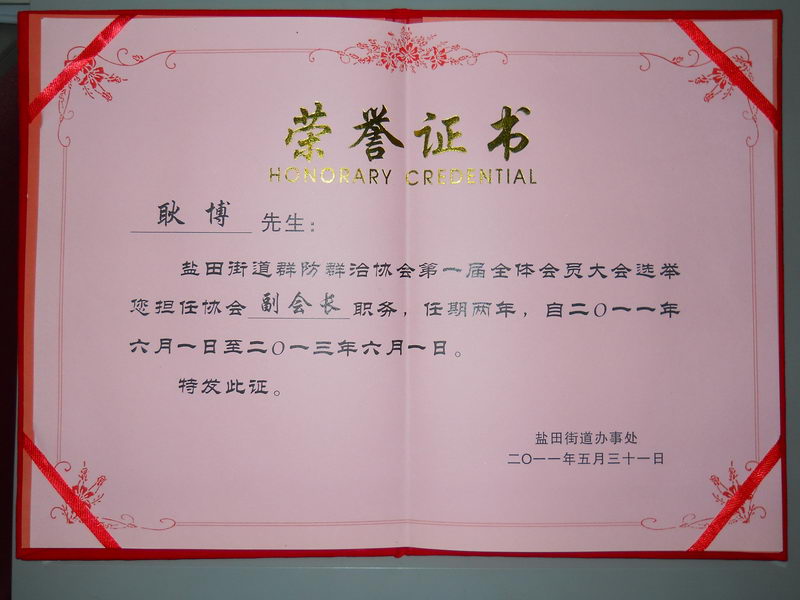 荣誉证书
HONORARY CREDENTIAL
耿博 先生：
盐田街道群防群治协会第一届全体会员大会选举
您担任协会副会长职务，任期两年，自二〇一一年
六月一日至二〇一三年六月一日。
特发此证。
盐田街道办事处
二〇一一年五月三十一日